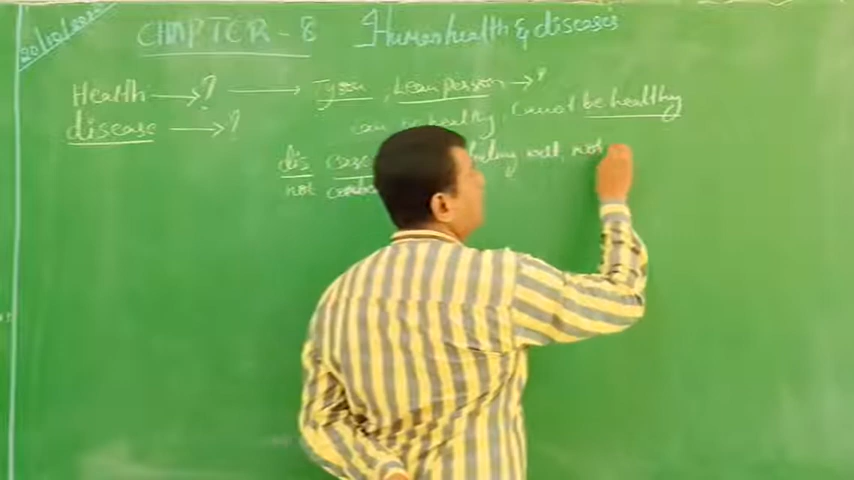 CHAPTER - 8 Human health & diseases
Health → ? → Tyson, Lean person → ?
can be healthy, cannot be healthy
disease → ?
dis ease feeling well, not
not